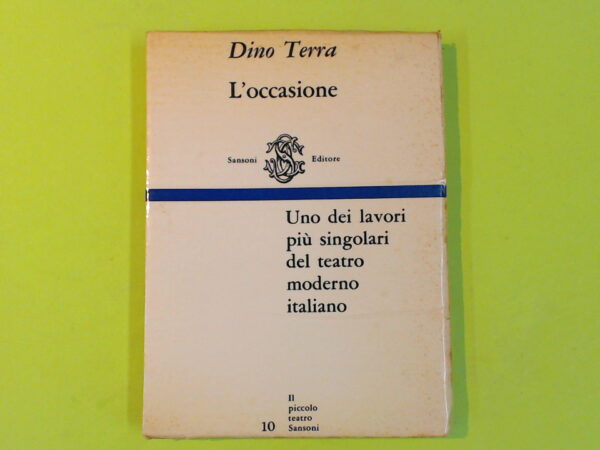 Dino Terra
L'occasione
Sansoni Editore
Uno dei lavori
più singolari
del teatro
moderno
italiano
Il
piccolo
teatro
10 Sansoni